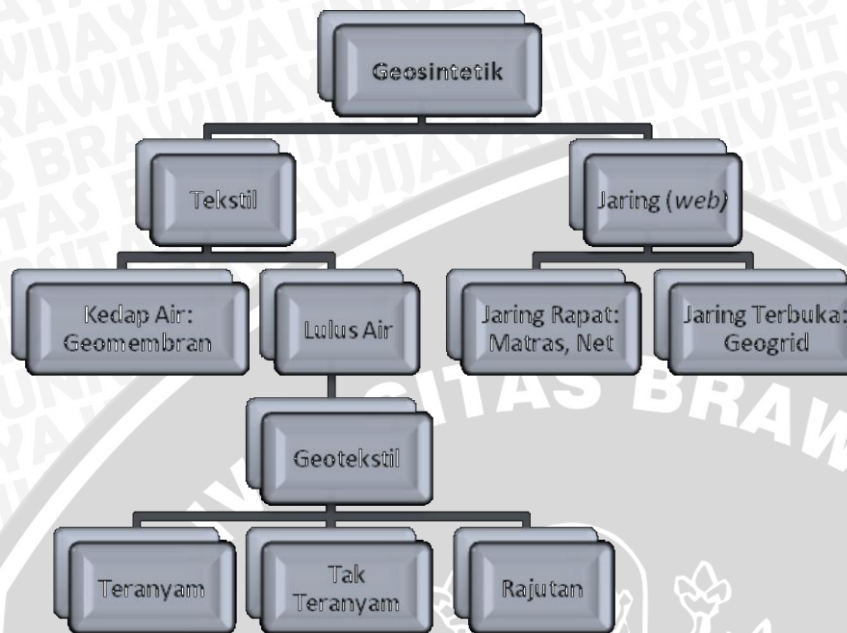 Geosintetik
Tekstil
Jaring (web)
Kedap Air:
Geomembran
Lulus Air
Jaring Rapat:
Matras, Net
Jaring Terbuka:
Geogrid
Geotekstil
Teranyam
Tak
Teranyam
Rajutan